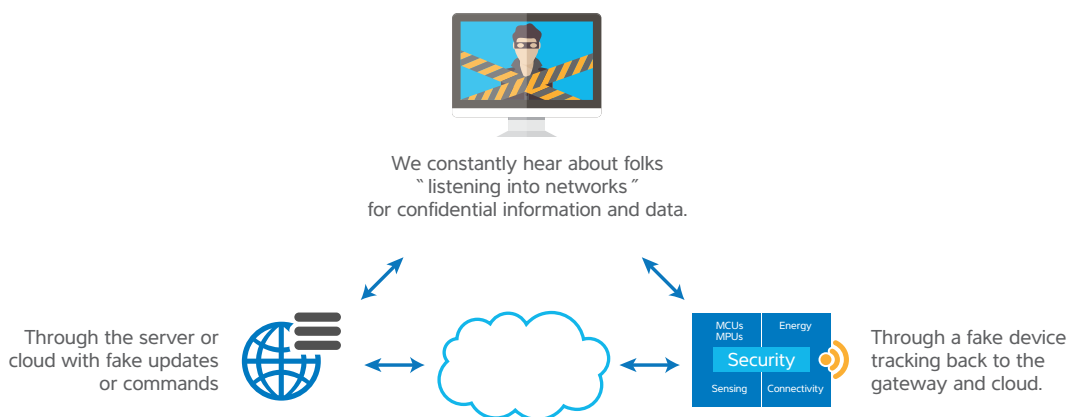 We constantly hear about folks
“listening into networks”
for confidential information and data.
Through the server or
cloud with fake updates
or commands
MCUs
MPUs
Energy
Security
Sensing
Connectivity
Through a fake device
tracking back to the
gateway and cloud.